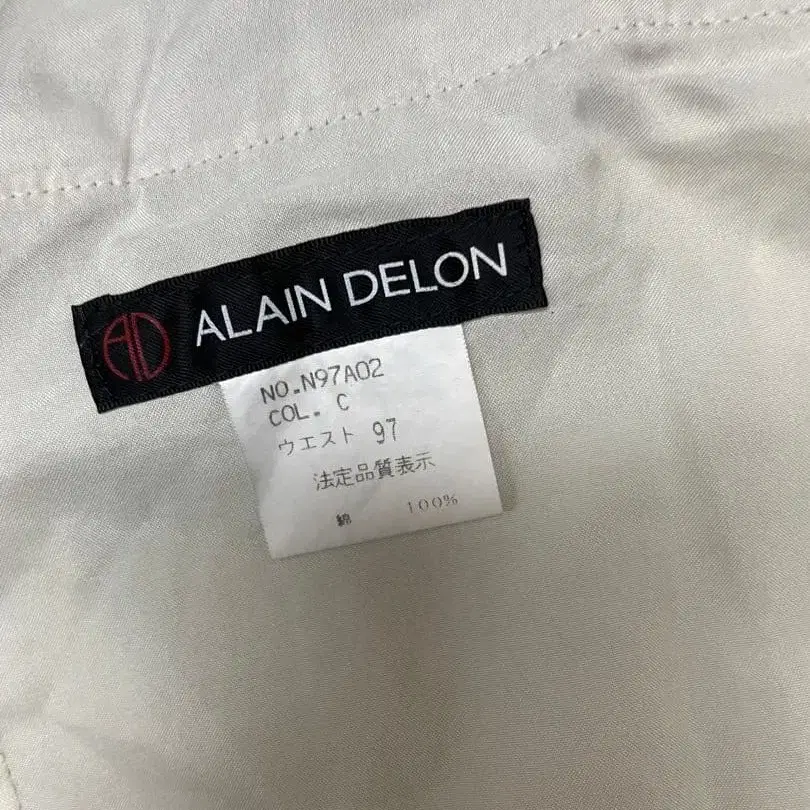 AD ALAIN DELON
NO.N97A02
COL. C
ウエスト 97
法定品質表示
綿 100%